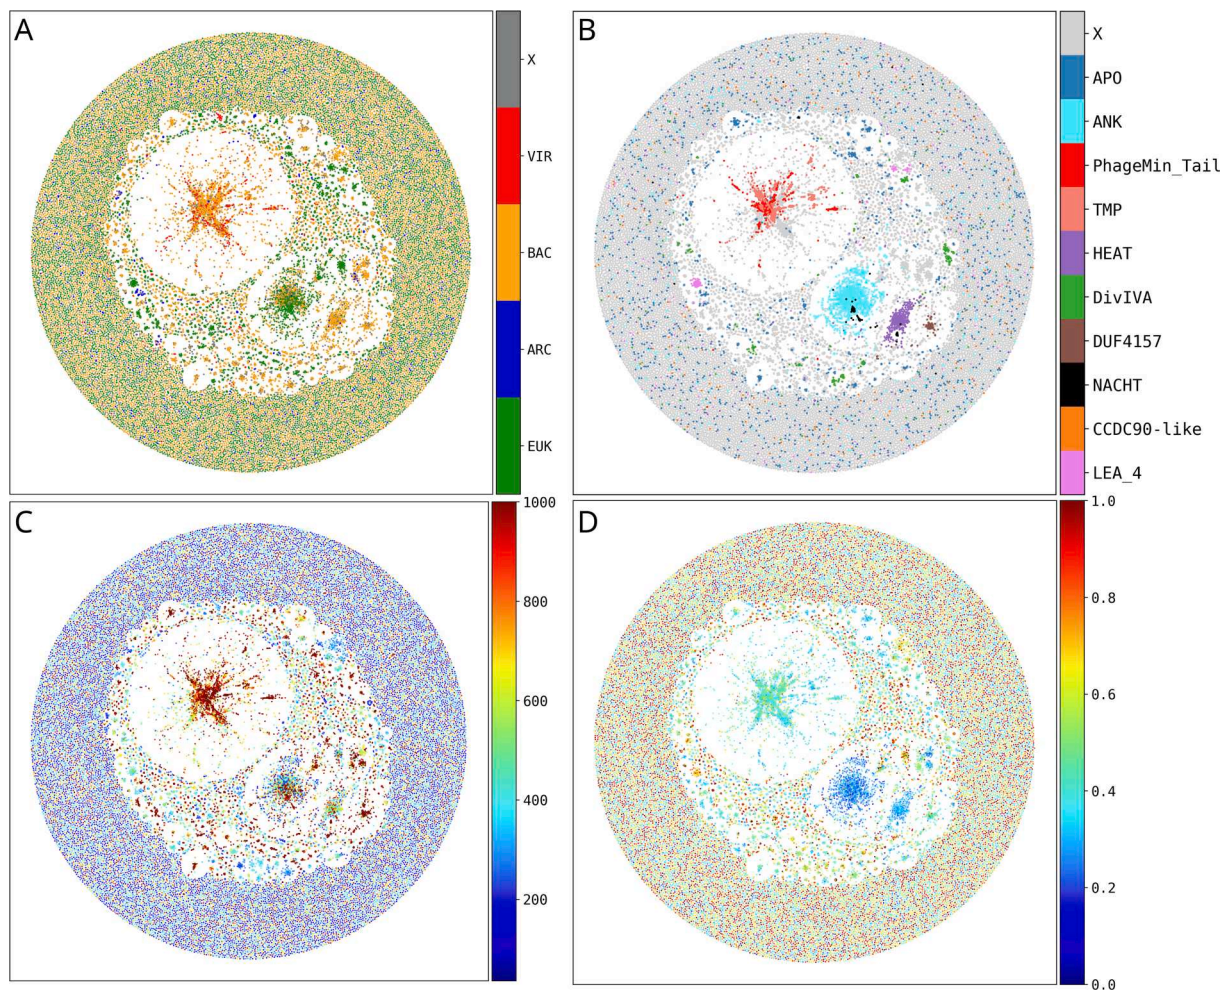 A
X
VIR
BAC
ARC
EUK
B
X
APO
ANK
PhageMin_Tail
TMP
HEAT
DivIVA
DUF4157
NACHT
CCDC90-like
LEA_4
C
1000
800
600
400
200
D
1.0
0.8
0.6
0.4
0.2
0.0